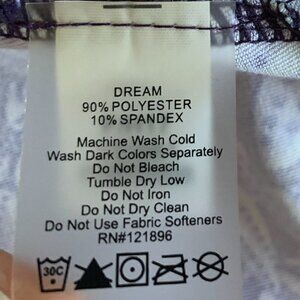 DREAM
90% POLYESTER
10% SPANDEX
Machine Wash Cold
Wash Dark Colors Separately
Do Not Bleach
Tumble Dry Low
Do Not Iron
Do Not Dry Clean
Do Not Use Fabric Softeners
RN#121896
30C